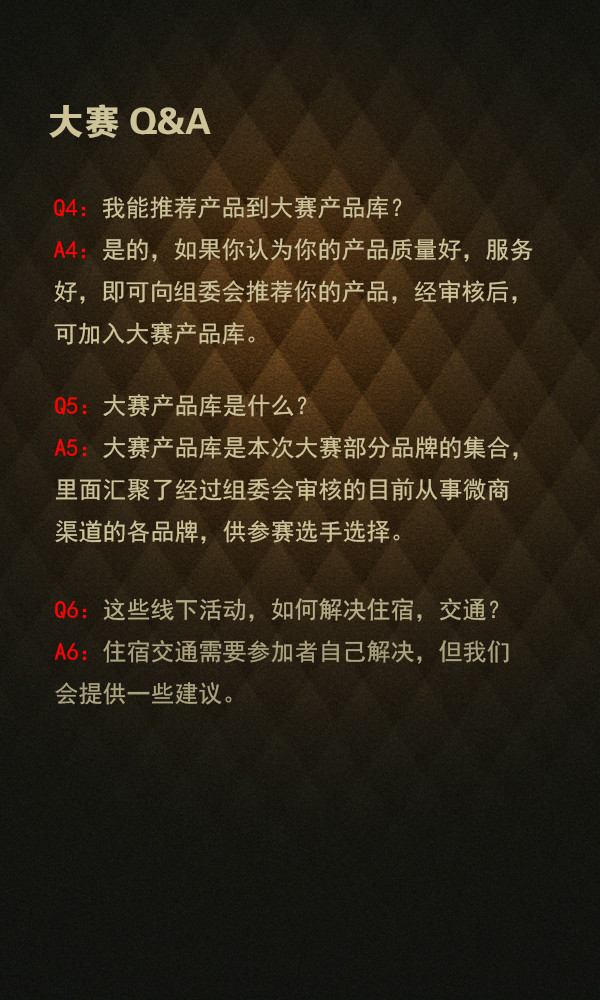 大赛 Q&A
Q4：我能推荐产品到大赛产品库？
A4：是的，如果你认为你的产品质量好，服务
好，即可向组委会推荐你的产品，经审核后，
可加入大赛产品库。
Q5：大赛产品库是什么？
A5：大赛产品库是本次大赛部分品牌的集合，
里面汇聚了经过组委会审核的目前从事微商
渠道的各品牌，供参赛选手选择。
Q6：这些线下活动，如何解决住宿，交通？
A6：住宿交通需要参加者自己解决，但我们
会提供一些建议。